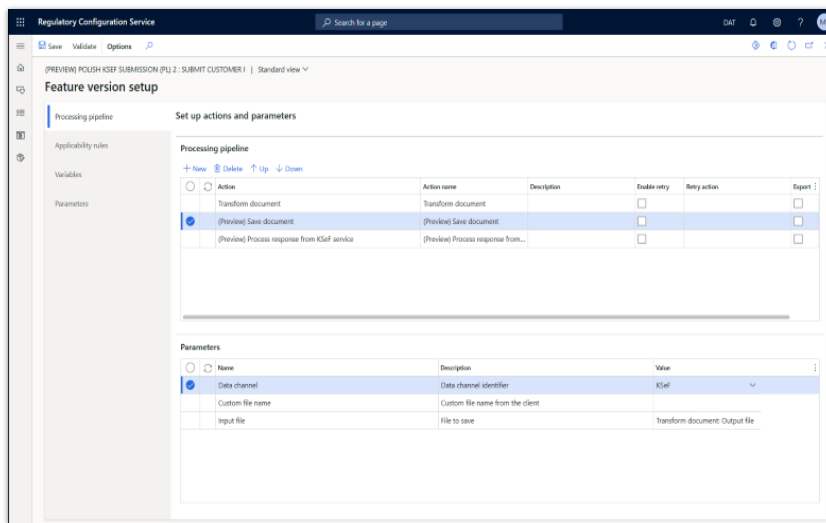 Regulatory Configuration Service
Search for a page
DAT
?
M
Save Validate Options
(PREVIEW) POLISH KSEF SUBMISSION (PL) 2 : SUBMIT CUSTOMER I | Standard view
Feature version setup
Processing pipeline
Applicability rules
Variables
Parameters
Set up actions and parameters
Processing pipeline
New Delete Up Down
Action Action name Description Enable retry Retry action Export
Transform document Transform document
(Preview) Save document (Preview) Save document
(Preview) Process response from KSeF service (Preview) Process response from...
Parameters
Name Description Value
Data channel Data channel identifier KSeF
Custom file name Custom file name from the client
Input file File to save Transform document: Output file